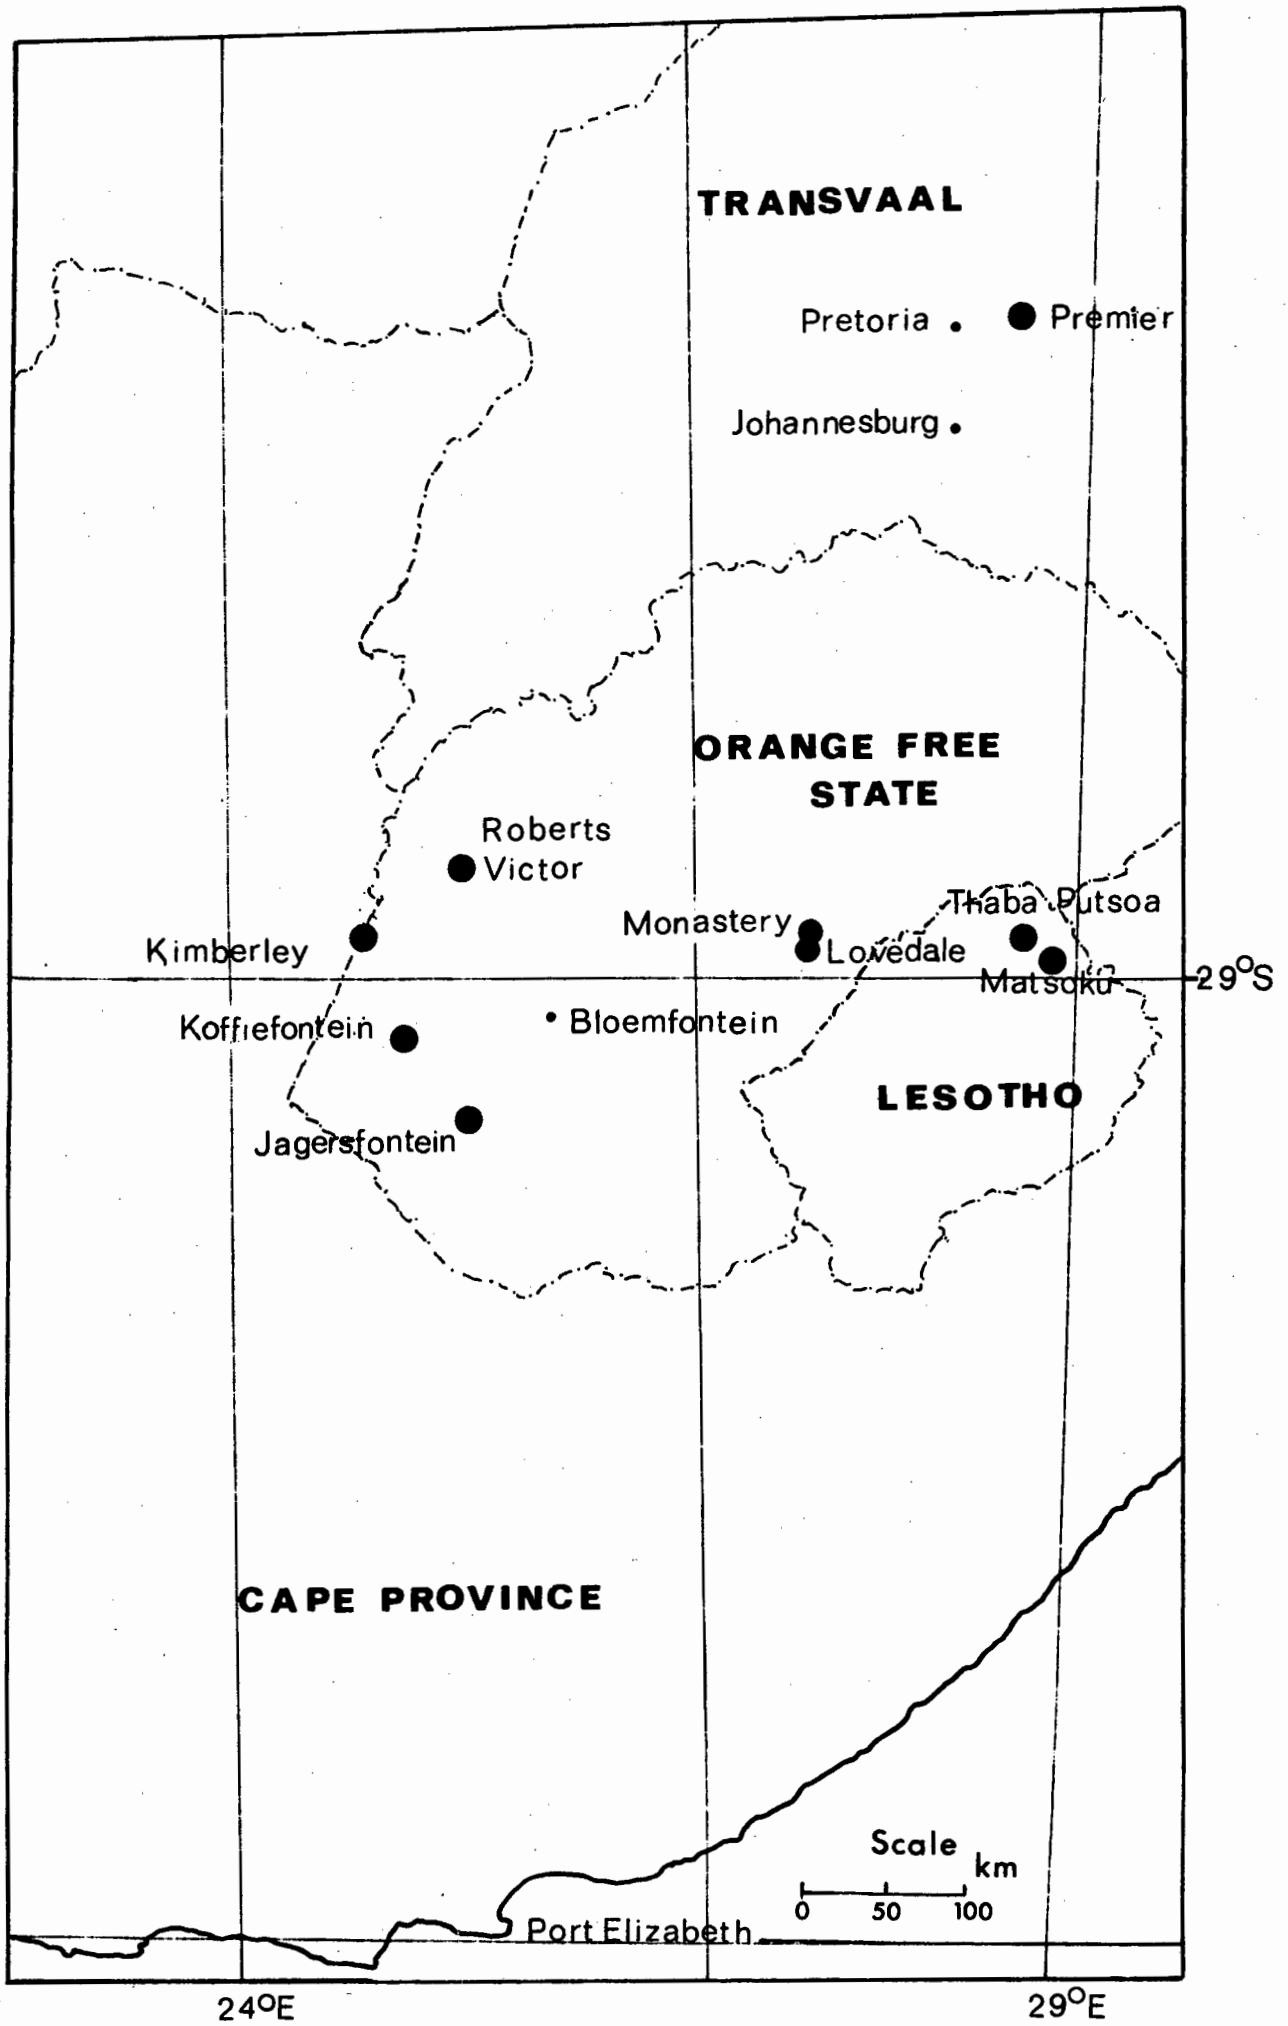 TRANSVAAL
Pretoria
Premier
Johannesburg
ORANGE FREE
STATE
Roberts
Victor
Thaba Putsoa
Monastery
Kimberley
Lovedale
29°S
Matsoku
Koffiefontein
Bloemfontein
LESOTHO
Jagersfontein
CAPE PROVINCE
Scale
km
0 50 100
Port Elizabeth
24°E
29°E